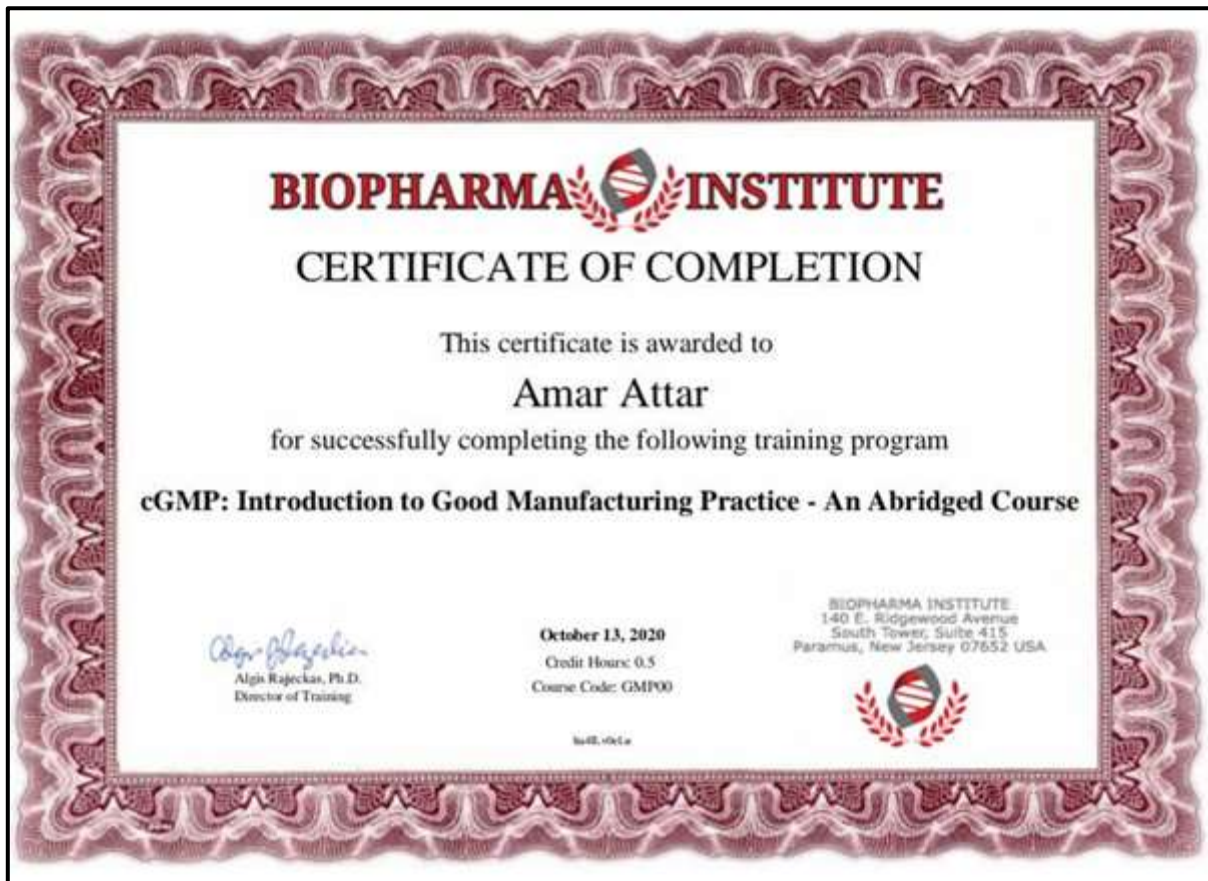 BIOPHARMA INSTITUTE
CERTIFICATE OF COMPLETION
This certificate is awarded to
Amar Attar
for successfully completing the following training program
cGMP: Introduction to Good Manufacturing Practice - An Abridged Course
Algis Rajeckas, Ph.D.
Director of Training
October 13, 2020
Credit Hours: 0.5
Course Code: GMP00
BIOPHARMA INSTITUTE
140 E. Ridgewood Avenue
South Tower, Suite 415
Paramus, New Jersey 07652 USA